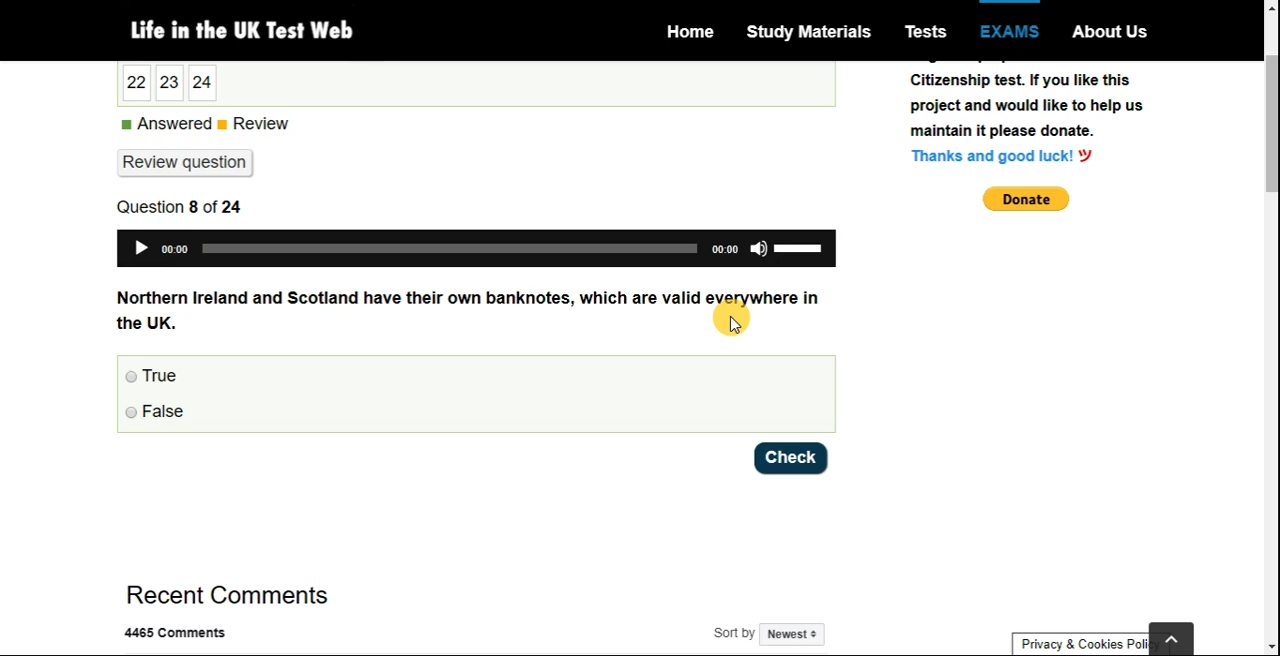 Life in the UK Test Web
Home Study Materials Tests EXAMS About Us
22 23 24
Citizenship test. If you like this
project and would like to help us
maintain it please donate.
Thanks and good luck! ツ
Donate
Answered Review
Review question
Question 8 of 24
00:00 00:00
Northern Ireland and Scotland have their own banknotes, which are valid everywhere in
the UK.
True
False
Check
Recent Comments
4465 Comments
Sort by Newest
Privacy & Cookies Policy